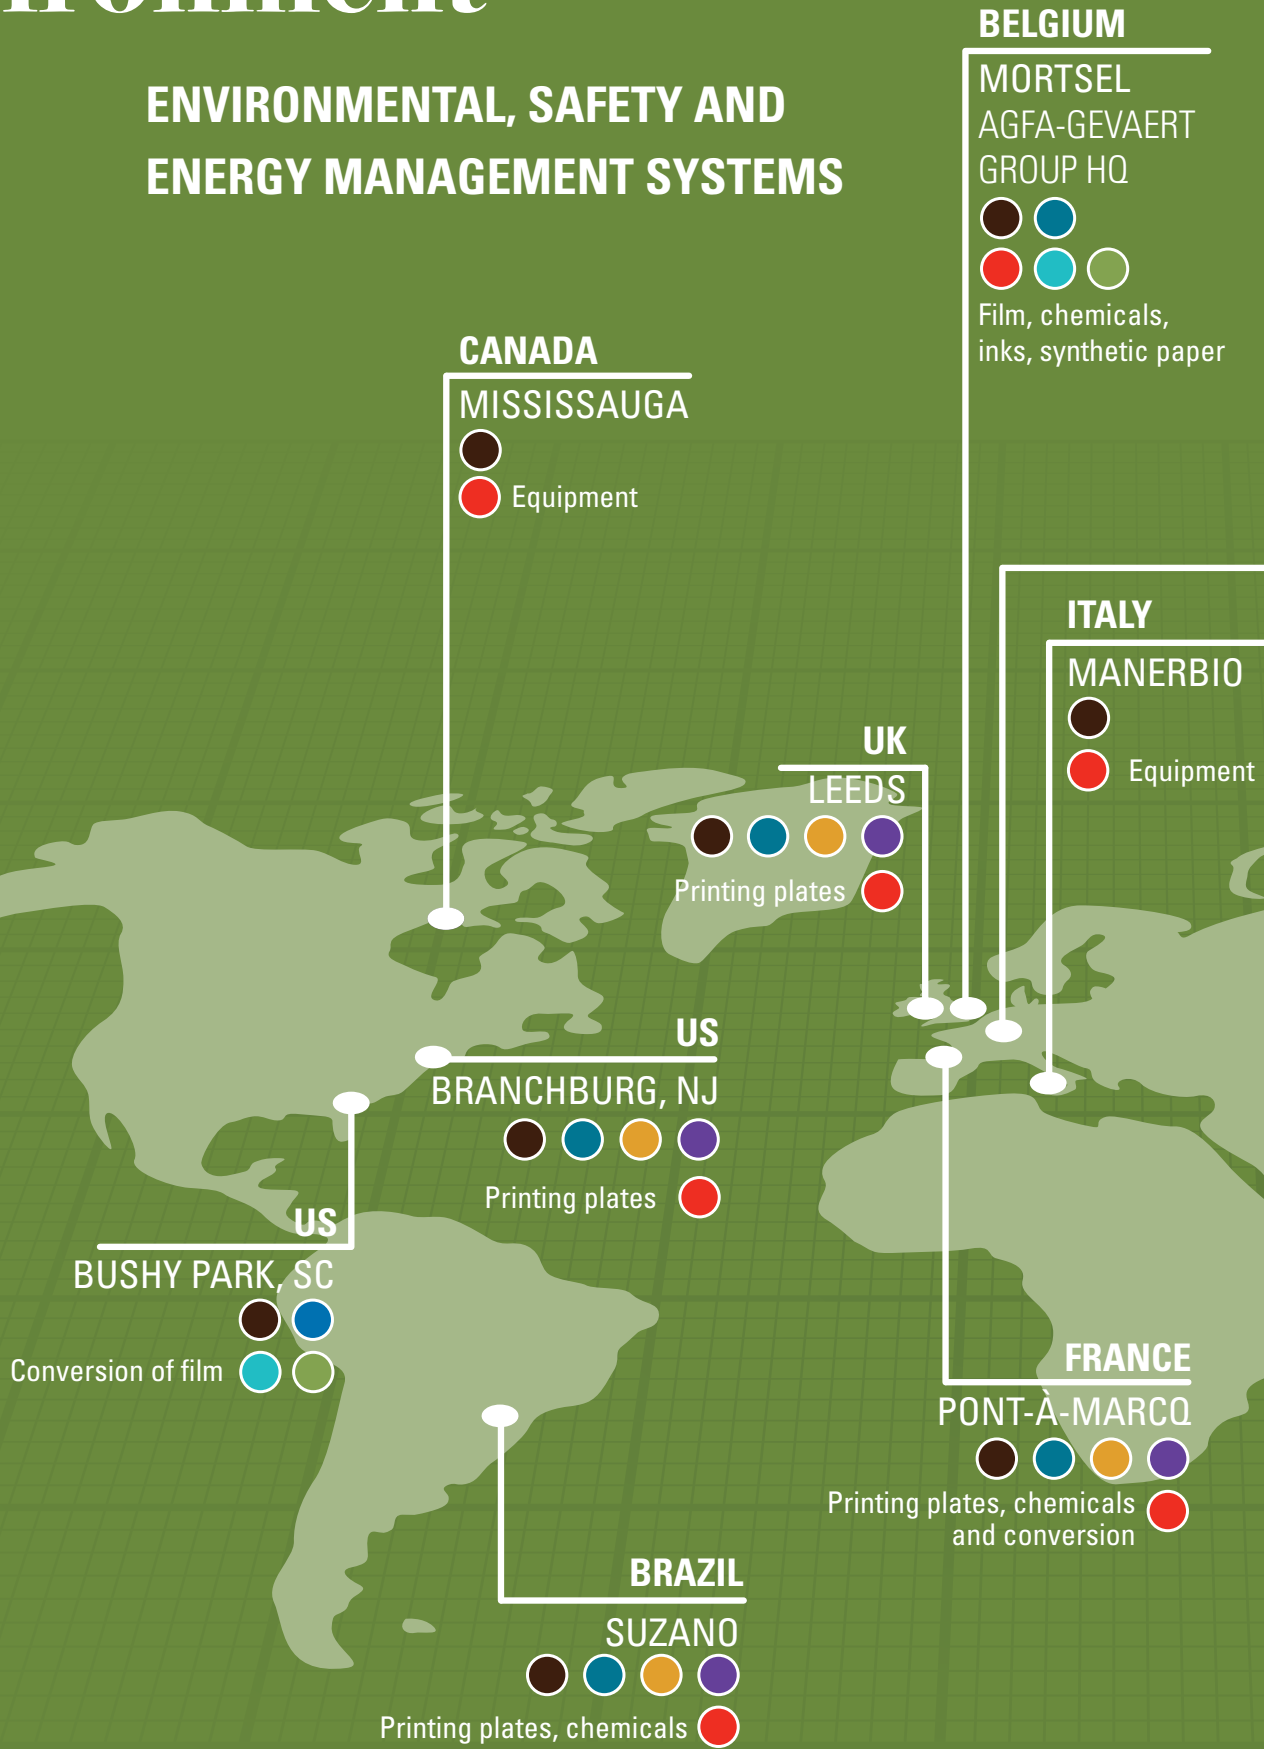 ENVIRONMENTAL, SAFETY AND
ENERGY MANAGEMENT SYSTEMS
BELGIUM
MORTSEL
AGFA-GEVAERT
GROUP HQ
Film, chemicals,
inks, synthetic paper
CANADA
MISSISSAUGA
Equipment
ITALY
MANERBIO
Equipment
UK
LEEDS
Printing plates
US
BRANCHBURG, NJ
Printing plates
US
BUSHY PARK, SC
Conversion of film
FRANCE
PONT-À-MARCQ
Printing plates, chemicals
and conversion
BRAZIL
SUZANO
Printing plates, chemicals